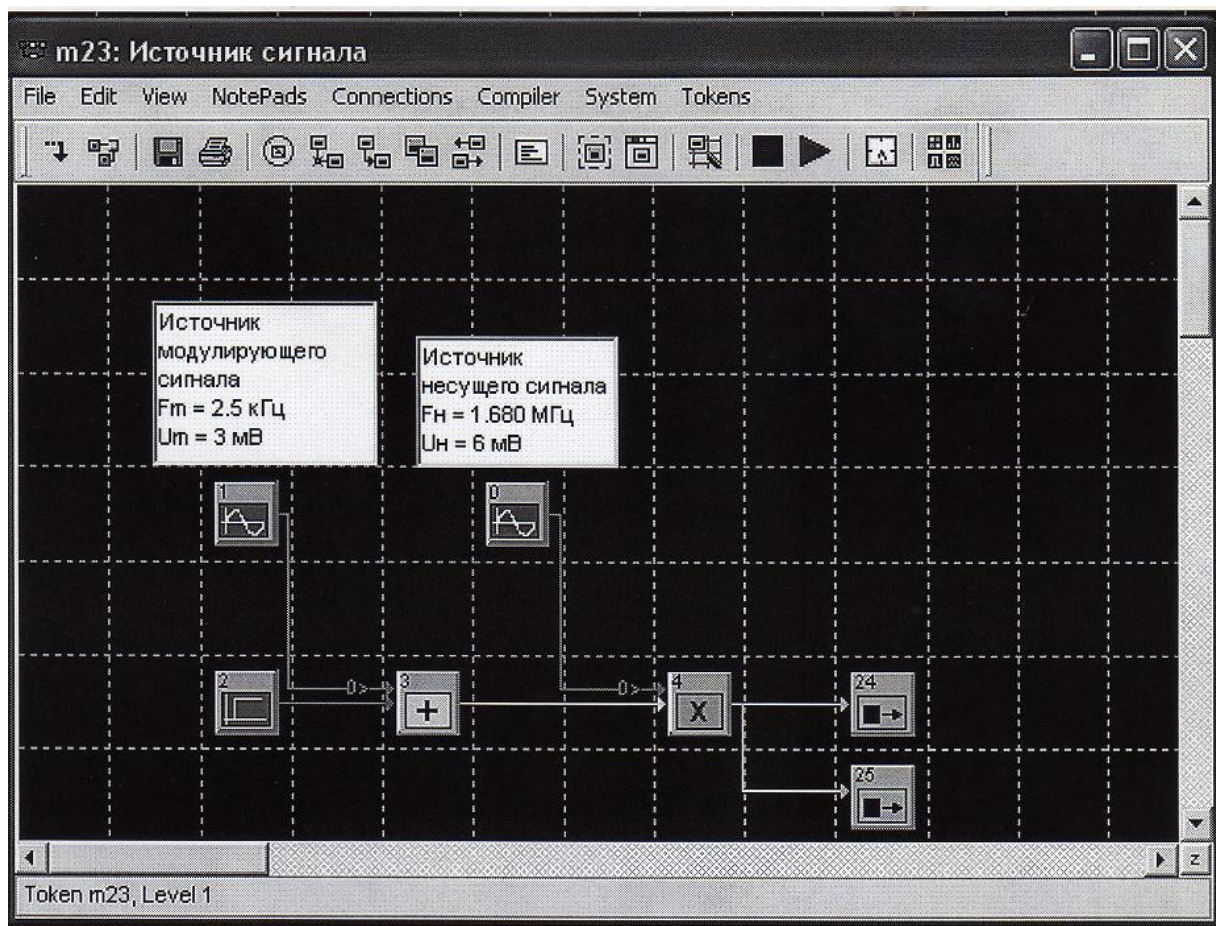 m23: Источник сигнала
File Edit View NotePads Connections Compiler System Tokens
Источник
модулирующего
сигнала
Fm = 2.5 кГц
Um = 3 мВ
Источник
несущего сигнала
Fн = 1.680 МГц
Uн = 6 мВ
1
0
2
0
3
+
0
4
X
24
25
z
Token m23, Level 1